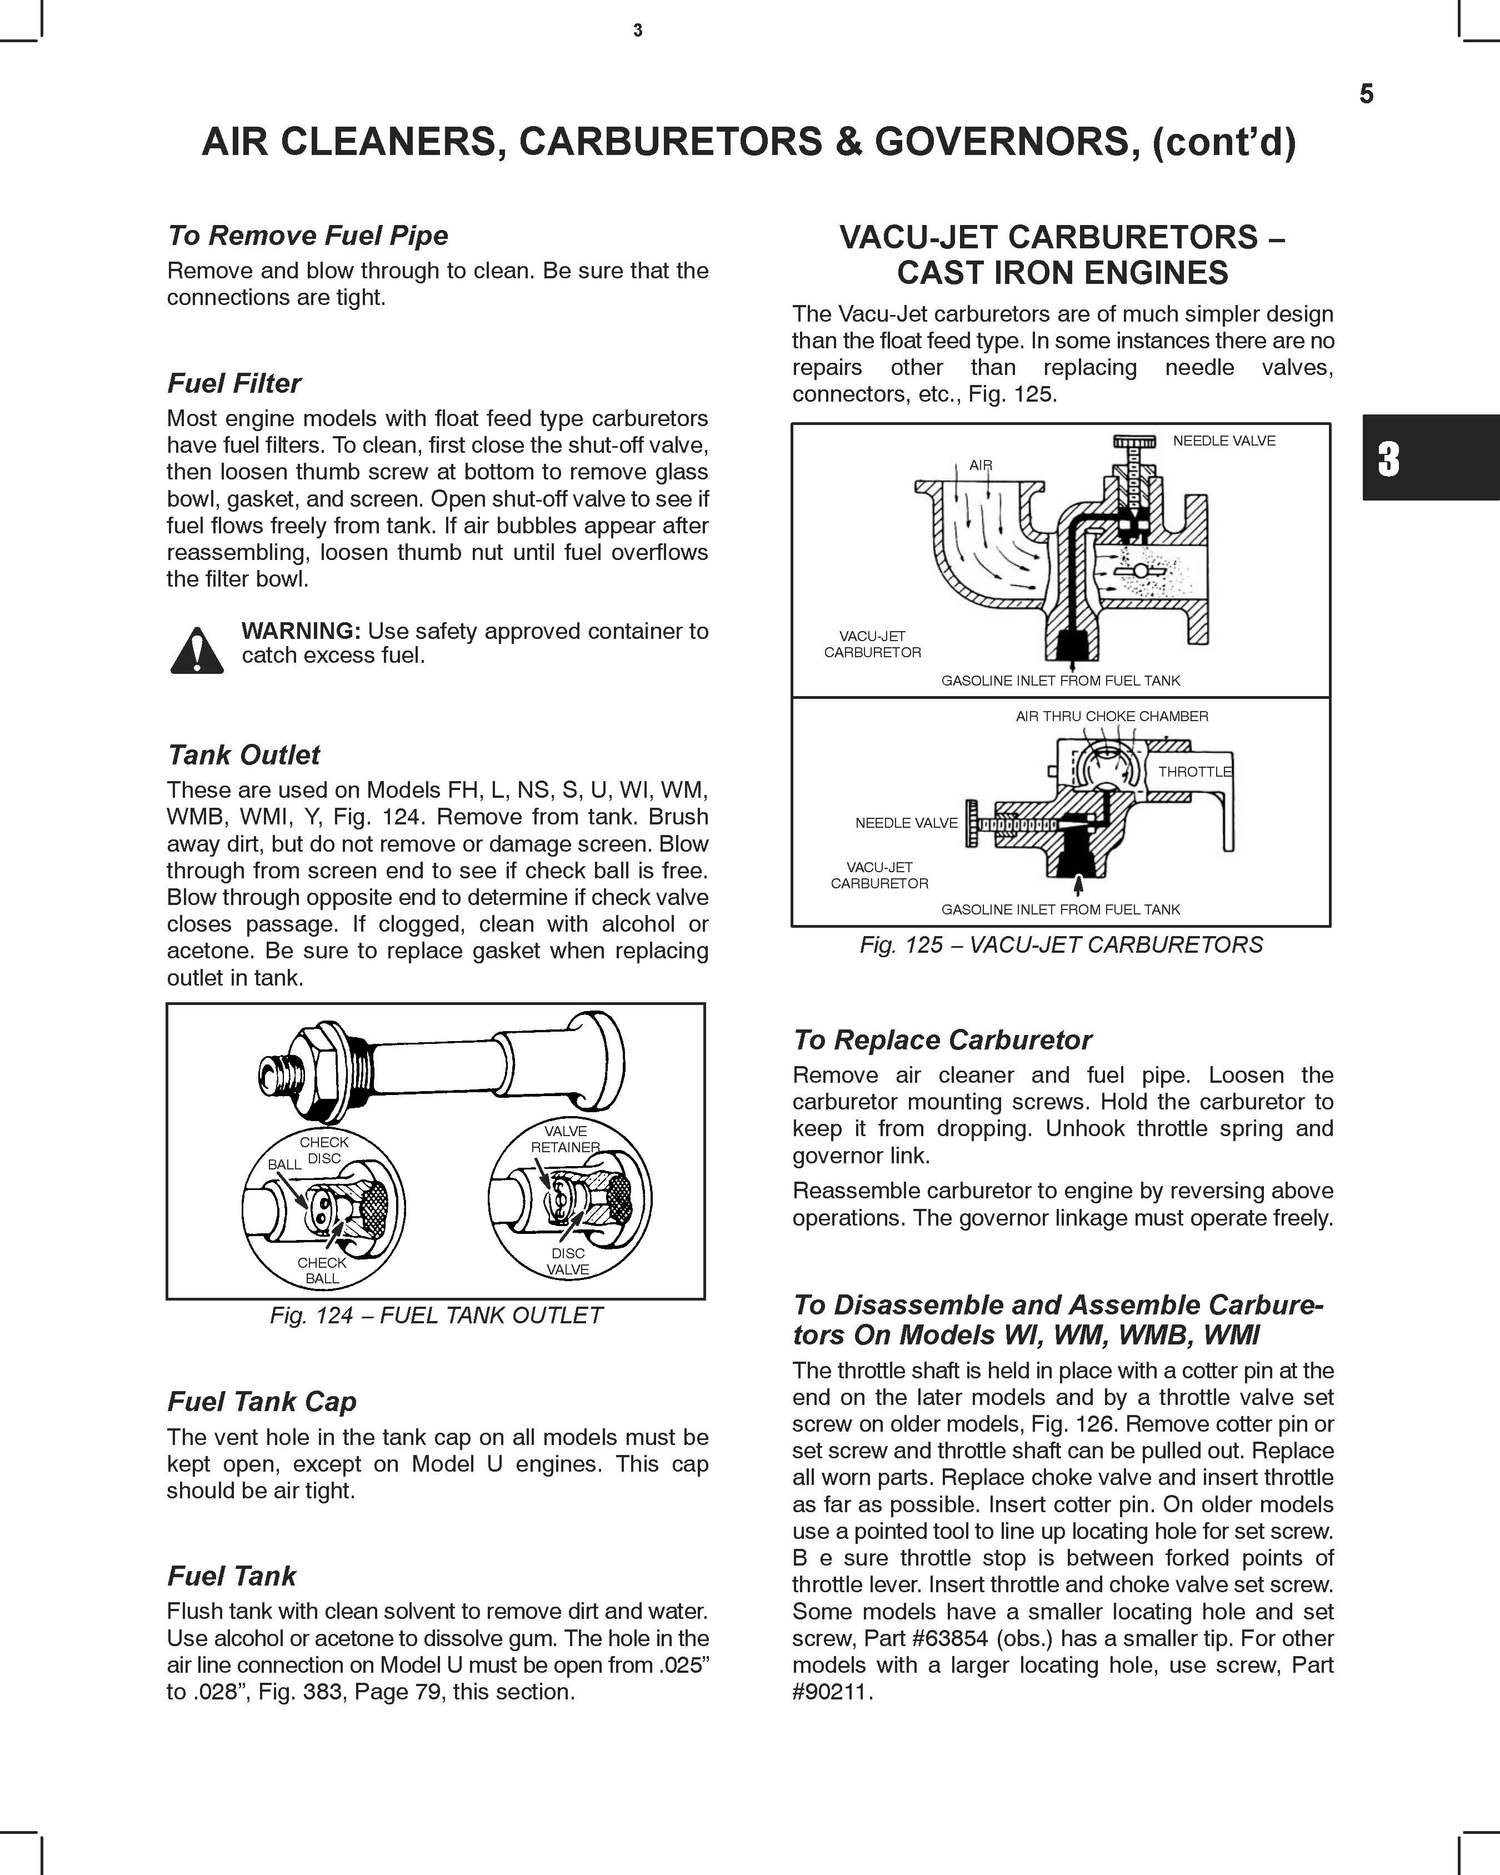 3
5
AIR CLEANERS, CARBURETORS & GOVERNORS, (cont’d)
To Remove Fuel Pipe
Remove and blow through to clean. Be sure that the
connections are tight.
Fuel Filter
Most engine models with float feed type carburetors
have fuel filters. To clean, first close the shut-off valve,
then loosen thumb screw at bottom to remove glass
bowl, gasket, and screen. Open shut-off valve to see if
fuel flows freely from tank. If air bubbles appear after
reassembling, loosen thumb nut until fuel overflows
the filter bowl.
WARNING: Use safety approved container to
catch excess fuel.
Tank Outlet
These are used on Models FH, L, NS, S, U, WI, WM,
WMB, WMI, Y, Fig. 124. Remove from tank. Brush
away dirt, but do not remove or damage screen. Blow
through from screen end to see if check ball is free.
Blow through opposite end to determine if check valve
closes passage. If clogged, clean with alcohol or
acetone. Be sure to replace gasket when replacing
outlet in tank.
CHECK
DISC
BALL
CHECK
BALL
VALVE
RETAINER
DISC
VALVE
Fig. 124 – FUEL TANK OUTLET
Fuel Tank Cap
The vent hole in the tank cap on all models must be
kept open, except on Model U engines. This cap
should be air tight.
Fuel Tank
Flush tank with clean solvent to remove dirt and water.
Use alcohol or acetone to dissolve gum. The hole in the
air line connection on Model U must be open from .025”
to .028”, Fig. 383, Page 79, this section.
VACU-JET CARBURETORS –
CAST IRON ENGINES
The Vacu-Jet carburetors are of much simpler design
than the float feed type. In some instances there are no
repairs other than replacing needle valves,
connectors, etc., Fig. 125.
NEEDLE VALVE
AIR
VACU-JET
CARBURETOR
GASOLINE INLET FROM FUEL TANK
AIR THRU CHOKE CHAMBER
THROTTLE
NEEDLE VALVE
VACU-JET
CARBURETOR
GASOLINE INLET FROM FUEL TANK
Fig. 125 – VACU-JET CARBURETORS
3
To Replace Carburetor
Remove air cleaner and fuel pipe. Loosen the
carburetor mounting screws. Hold the carburetor to
keep it from dropping. Unhook throttle spring and
governor link.
Reassemble carburetor to engine by reversing above
operations. The governor linkage must operate freely.
To Disassemble and Assemble Carbure-
tors On Models WI, WM, WMB, WMI
The throttle shaft is held in place with a cotter pin at the
end on the later models and by a throttle valve set
screw on older models, Fig. 126. Remove cotter pin or
set screw and throttle shaft can be pulled out. Replace
all worn parts. Replace choke valve and insert throttle
as far as possible. Insert cotter pin. On older models
use a pointed tool to line up locating hole for set screw.
B e sure throttle stop is between forked points of
throttle lever. Insert throttle and choke valve set screw.
Some models have a smaller locating hole and set
screw, Part #63854 (obs.) has a smaller tip. For other
models with a larger locating hole, use screw, Part
#90211.